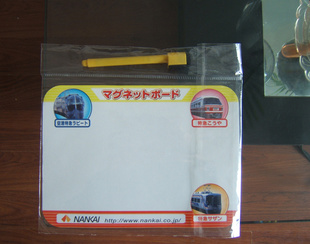 マグネットボード
空港特急ラピート
特急こうや
特急サザン
NANKAI http://www.nankai.co.jp/